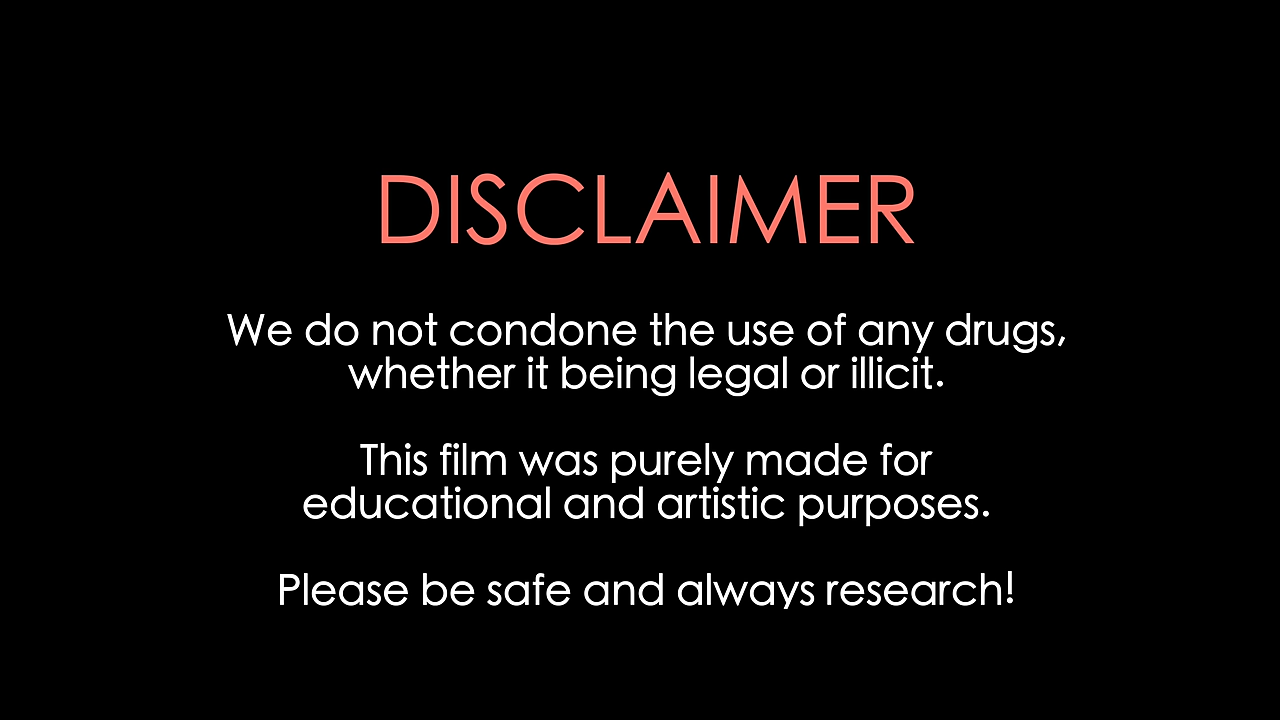 DISCLAIMER
We do not condone the use of any drugs,
whether it being legal or illicit.
This film was purely made for
educational and artistic purposes.
Please be safe and always research!